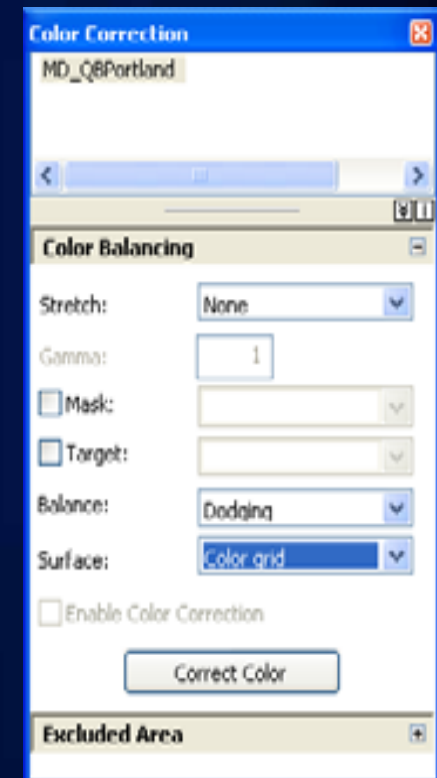 Color Correction
MD_QBPortland
Color Balancing
Stretch: None
Gamma: 1
Mask:
Target:
Balance: Dodging
Surface: Color grid
Enable Color Correction
Correct Color
Excluded Area